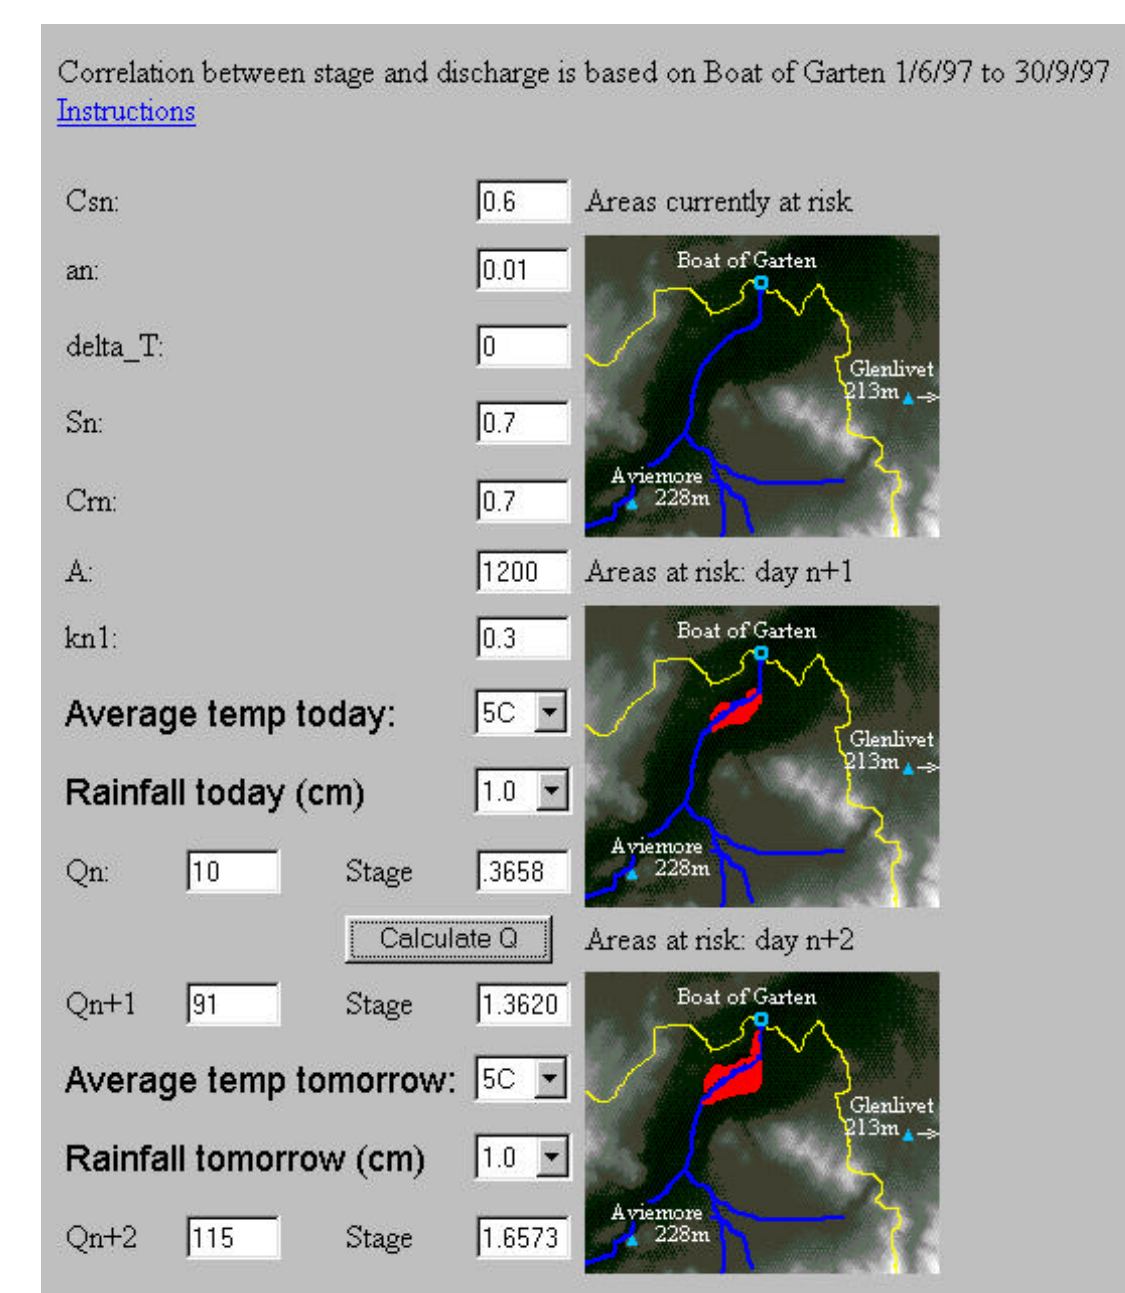 Correlation between stage and discharge is based on Boat of Garten 1/6/97 to 30/9/97
Instructions
Csn: 0.6 Areas currently at risk
an: 0.01
Boat of Garten
delta_T: 0
Glenlivet
213m
Sn: 0.7
Aviemore
228m
Crn: 0.7
A: 1200 Areas at risk: day n+1
kn1: 0.3
Boat of Garten
Average temp today: 5C
Glenlivet
213m
Rainfall today (cm) 1.0
Aviemore
228m
Qn: 10 Stage .3658
Calculate Q Areas at risk: day n+2
Qn+1 91 Stage 1.3620
Boat of Garten
Average temp tomorrow: 5C
Glenlivet
213m
Rainfall tomorrow (cm) 1.0
Aviemore
228m
Qn+2 115 Stage 1.6573